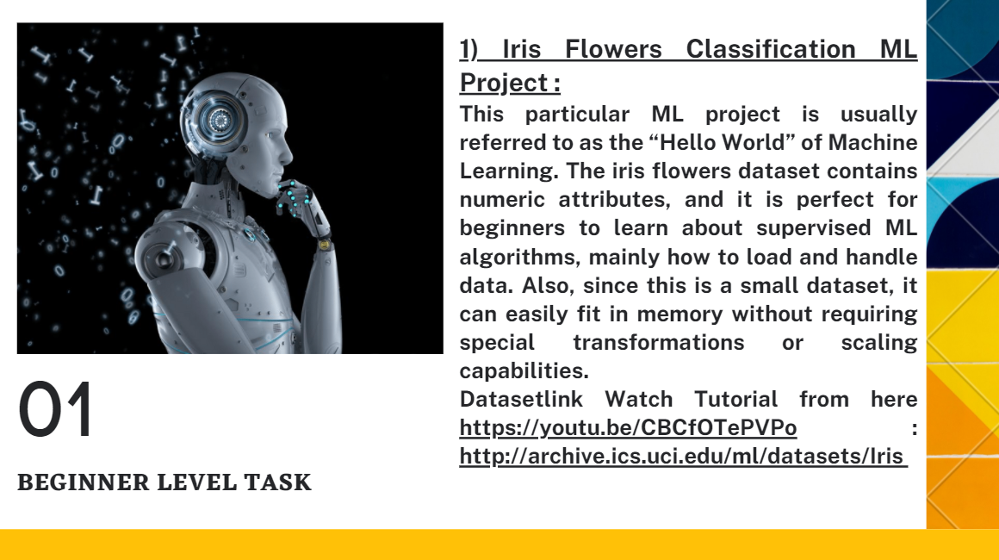 1) Iris Flowers Classification ML
Project :
This particular ML project is usually
referred to as the “Hello World” of Machine
Learning. The iris flowers dataset contains
numeric attributes, and it is perfect for
beginners to learn about supervised ML
algorithms, mainly how to load and handle
data. Also, since this is a small dataset, it
can easily fit in memory without requiring
special transformations or scaling
capabilities.
Datasetlink Watch Tutorial from here
https://youtu.be/CBCfOTePVPo :
http://archive.ics.uci.edu/ml/datasets/Iris
01
BEGINNER LEVEL TASK